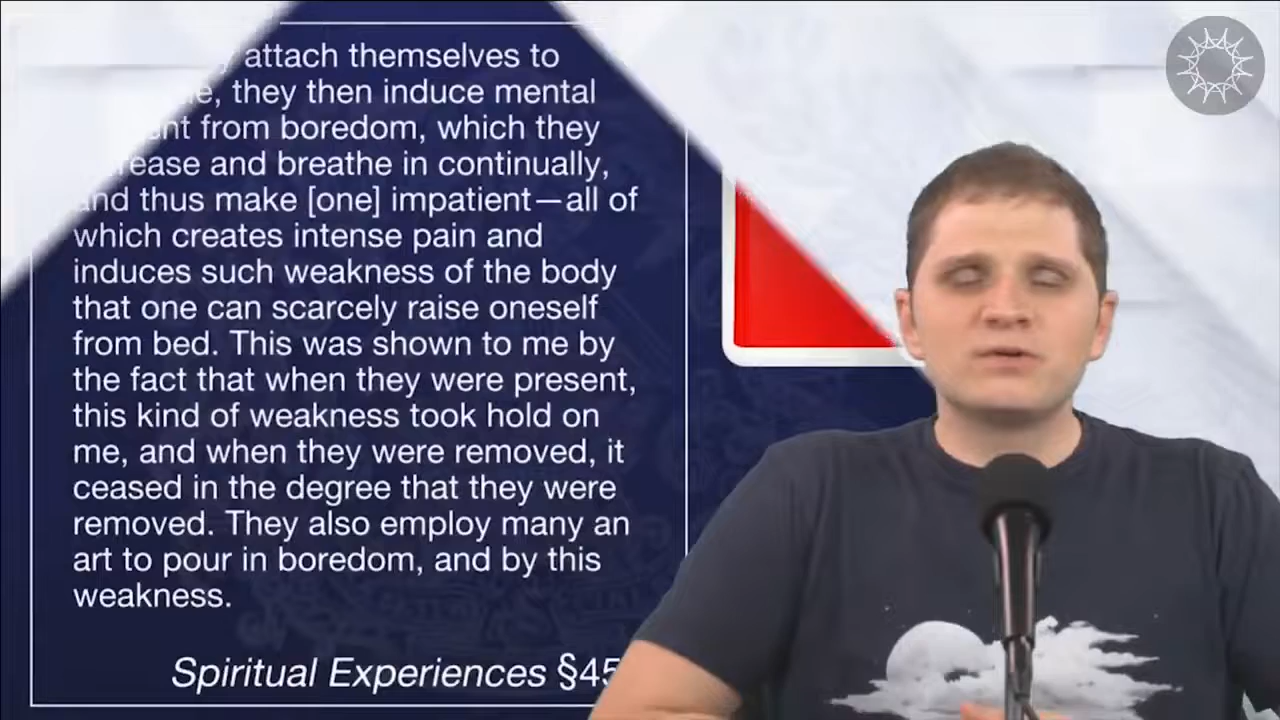 attach themselves to
they then induce mental
from boredom, which they
and breathe in continually,
and thus make [one] impatient—all of
which creates intense pain and
induces such weakness of the body
that one can scarcely raise oneself
from bed. This was shown to me by
the fact that when they were present,
this kind of weakness took hold on
me, and when they were removed, it
ceased in the degree that they were
removed. They also employ many an
art to pour in boredom, and by this
weakness.
Spiritual Experiences §45